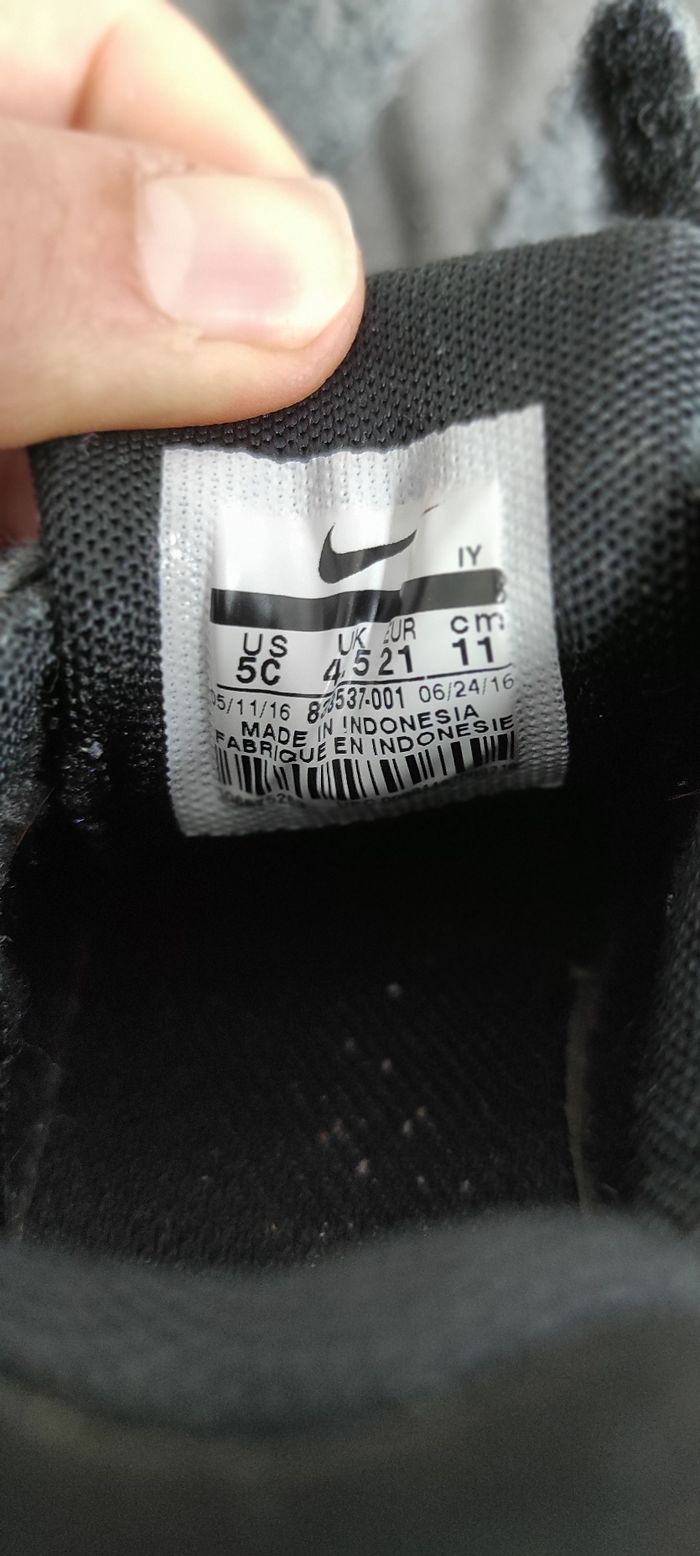 IY
US UK EUR cm
5C 4.5 21 11
05/11/16 06/24/16
MADE IN INDONESIA
FABRIQUE EN INDONESIE